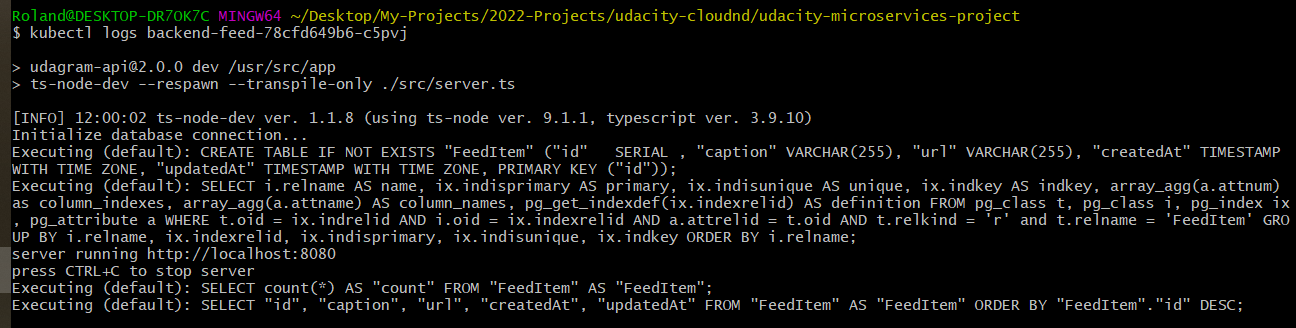 Roland@DESKTOP-DR7OK7C MINGW64 ~/Desktop/My-Projects/2022-Projects/udacity-cloudnd/udacity-microservices-project
$ kubectl logs backend-feed-78cfd649b6-c5pvj
> udagram-api@2.0.0 dev /usr/src/app
> ts-node-dev --respawn --transpile-only ./src/server.ts
[INFO] 12:00:02 ts-node-dev ver. 1.1.8 (using ts-node ver. 9.1.1, typescript ver. 3.9.10)
Initialize database connection...
Executing (default): CREATE TABLE IF NOT EXISTS "FeedItem" ("id"   SERIAL , "caption" VARCHAR(255), "url" VARCHAR(255), "createdAt" TIMESTAMP
WITH TIME ZONE, "updatedAt" TIMESTAMP WITH TIME ZONE, PRIMARY KEY ("id"));
Executing (default): SELECT i.relname AS name, ix.indisprimary AS primary, ix.indisunique AS unique, ix.indkey AS indkey, array_agg(a.attnum)
as column_indexes, array_agg(a.attname) AS column_names, pg_get_indexdef(ix.indexrelid) AS definition FROM pg_class t, pg_class i, pg_index ix
, pg_attribute a WHERE t.oid = ix.indrelid AND i.oid = ix.indexrelid AND a.attrelid = t.oid AND t.relkind = 'r' and t.relname = 'FeedItem' GRO
UP BY i.relname, ix.indexrelid, ix.indisprimary, ix.indisunique, ix.indkey ORDER BY i.relname;
server running http://localhost:8080
press CTRL+C to stop server
Executing (default): SELECT count(*) AS "count" FROM "FeedItem" AS "FeedItem";
Executing (default): SELECT "id", "caption", "url", "createdAt", "updatedAt" FROM "FeedItem" AS "FeedItem" ORDER BY "FeedItem"."id" DESC;